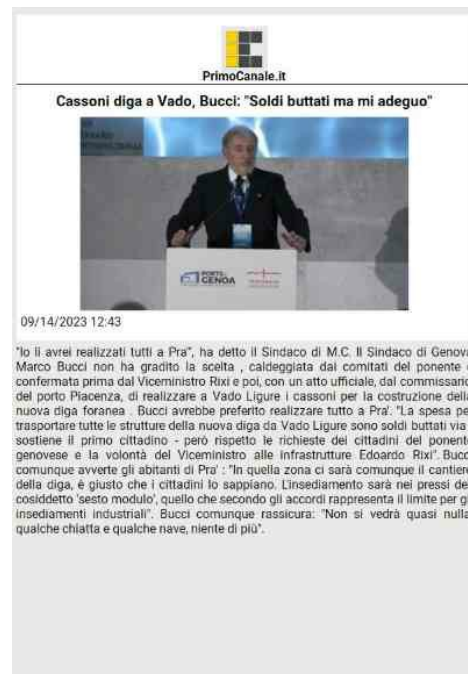 PrimoCanale.it
Cassoni diga a Vado, Bucci: "Soldi buttati ma mi adeguo"
PORTS of
GENOA
09/14/2023 12:43
"Io li avrei realizzati tutti a Pra", ha detto il Sindaco di M.C. Il Sindaco di Genova
Marco Bucci non ha gradito la scelta , caldeggiata dai comitati del ponente e
confermata prima dal Viceministro Rixi e poi, con un atto ufficiale, dal commissario
del porto Piacenza, di realizzare a Vado Ligure i cassoni per la costruzione della
nuova diga foranea . Bucci avrebbe preferito realizzare tutto a Pra'. "La spesa per
trasportare tutte le strutture della nuova diga da Vado Ligure sono soldi buttati via -
sostiene il primo cittadino - però rispetto le richieste dei cittadini del ponente
genovese e la volontà del Viceministro alle infrastrutture Edoardo Rixi". Bucci
comunque avverte gli abitanti di Pra' : "In quella zona ci sarà comunque il cantiere
della diga, è giusto che i cittadini lo sappiano. L'insediamento sarà nei pressi del
cosiddetto 'sesto modulo', quello che secondo gli accordi rappresenta il limite per gli
insediamenti industriali". Bucci comunque rassicura: "Non si vedrà quasi nulla,
qualche chiatta e qualche nave, niente di più".